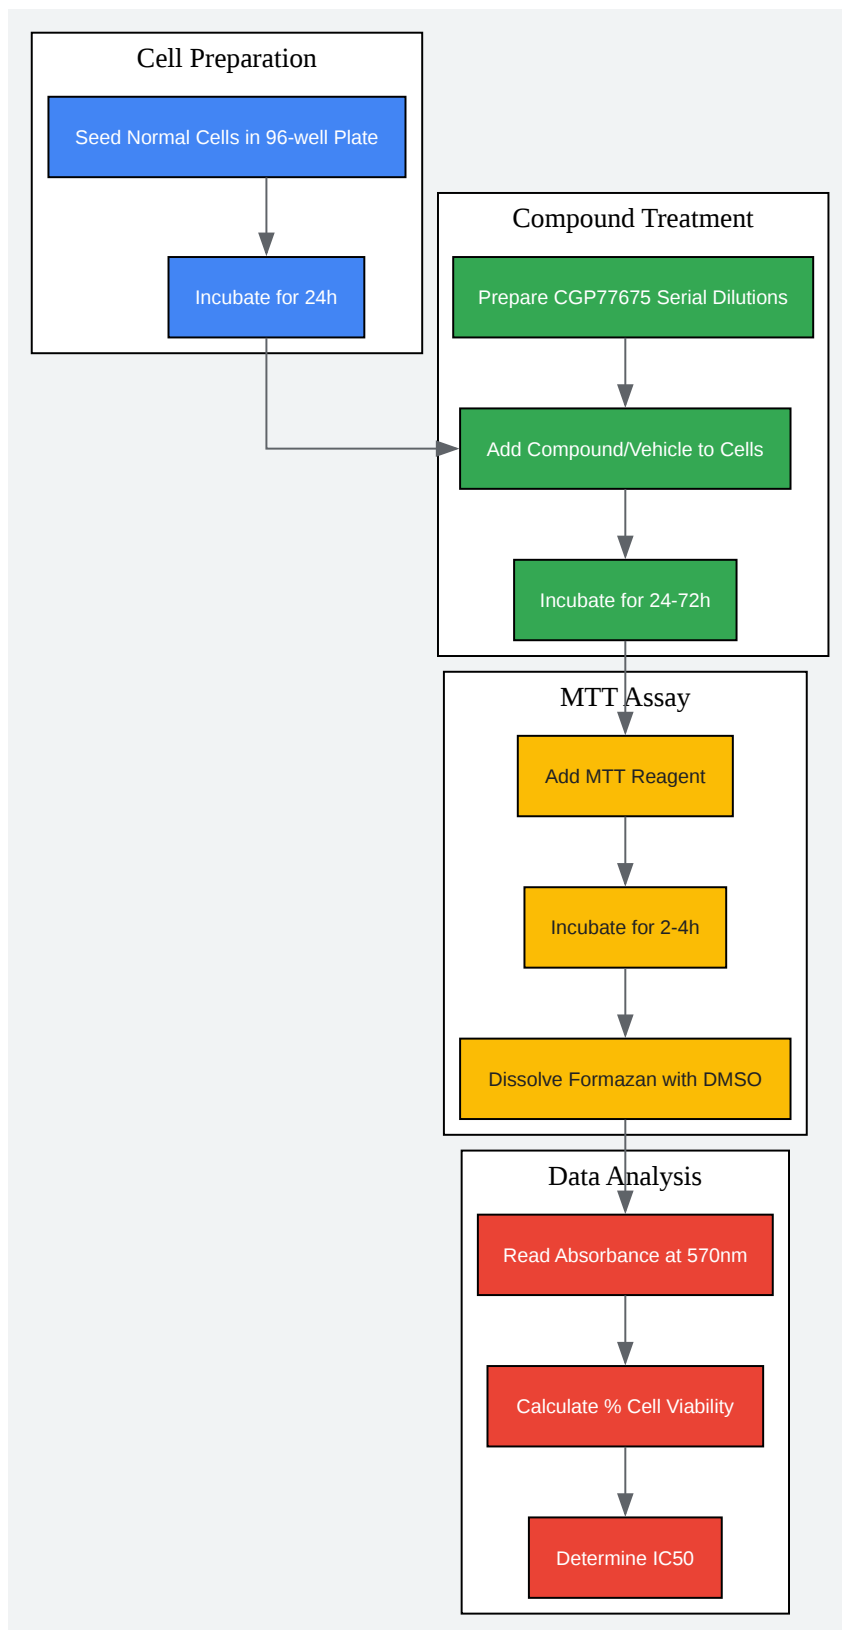 Cell Preparation
Seed Normal Cells in 96-well Plate
Incubate for 24h
Compound Treatment
Prepare CGP77675 Serial Dilutions
Add Compound/Vehicle to Cells
Incubate for 24-72h
MTT Assay
Add MTT Reagent
Incubate for 2-4h
Dissolve Formazan with DMSO
Data Analysis
Read Absorbance at 570nm
Calculate % Cell Viability
Determine IC50